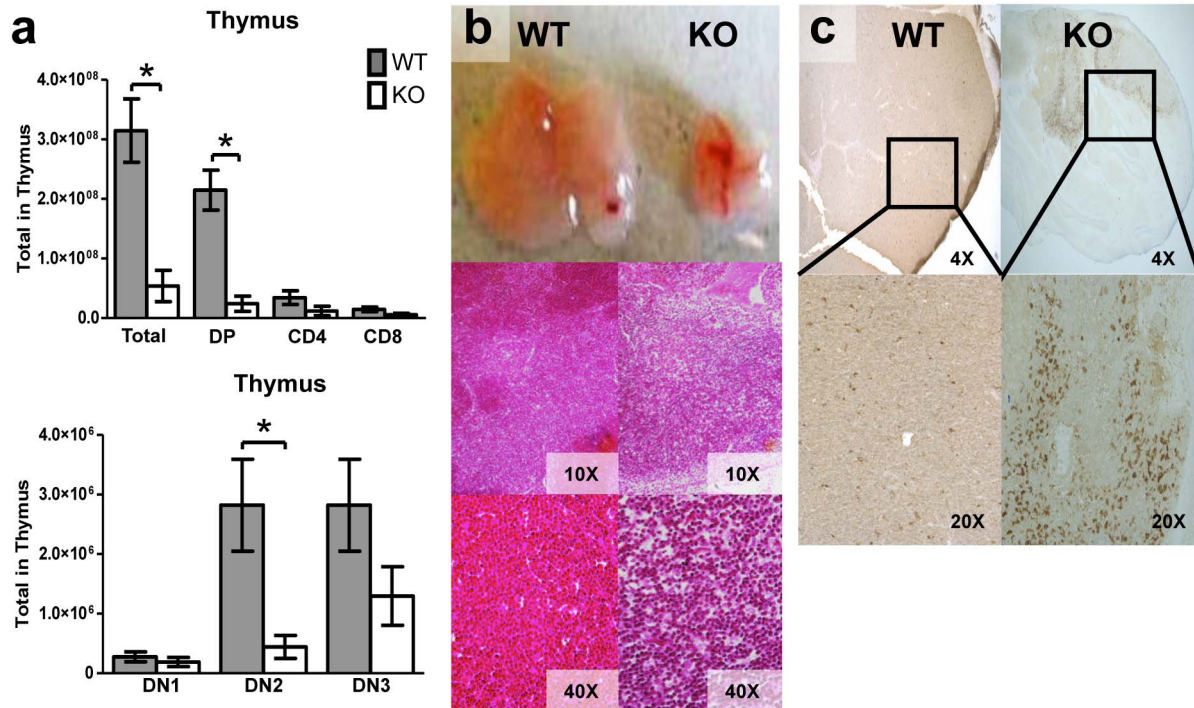 a
Thymus
WT
KO
Total in Thymus
4.0×10⁰⁸
3.0×10⁰⁸
2.0×10⁰⁸
1.0×10⁰⁸
0.0
*
*
Total DP CD4 CD8
Thymus
Total in Thymus
4.0×10⁶
3.0×10⁶
2.0×10⁶
1.0×10⁶
0
*
DN1 DN2 DN3
b
WT KO
10X 10X
40X 40X
c
WT KO
4X 4X
20X 20X